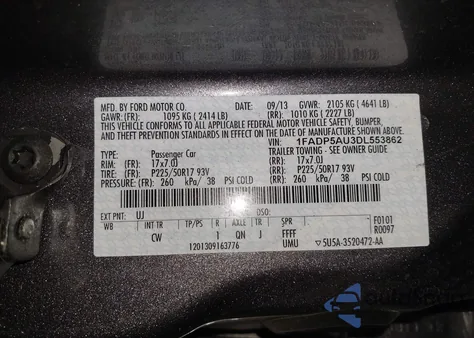 MFD. BY FORD MOTOR CO. DATE: 09/13 GVWR: 2105 KG (4641 LB)
GAWR: (FR): 1095 KG (2414 LB) (RR): 1010 KG (2227 LB)
THIS VEHICLE CONFORMS TO ALL APPLICABLE FEDERAL MOTOR VEHICLE SAFETY, BUMPER,
AND THEFT PREVENTION STANDARDS IN EFFECT ON THE DATE OF MANUFACTURE SHOWN ABOVE.
VIN: 1FADP5AU3DL553862
TYPE: Passenger Car TRAILER TOWING - SEE OWNER GUIDE
RIM: (FR): 17x7.0J (RR): 17x7.0J
TIRE: (FR): P225/50R17 93V (RR): P225/50R17 93V
PRESSURE: (FR): 260 kPa/ 38 PSI COLD (RR): 260 kPa/ 38 PSI COLD
EXT PNT: UJ DSO: F0101
WB INT TR TP/PS R AXLE TR SPR R0097
CW 1 QN J FFFF
1201309163776 UMU ▽5U5A-3520472-AA